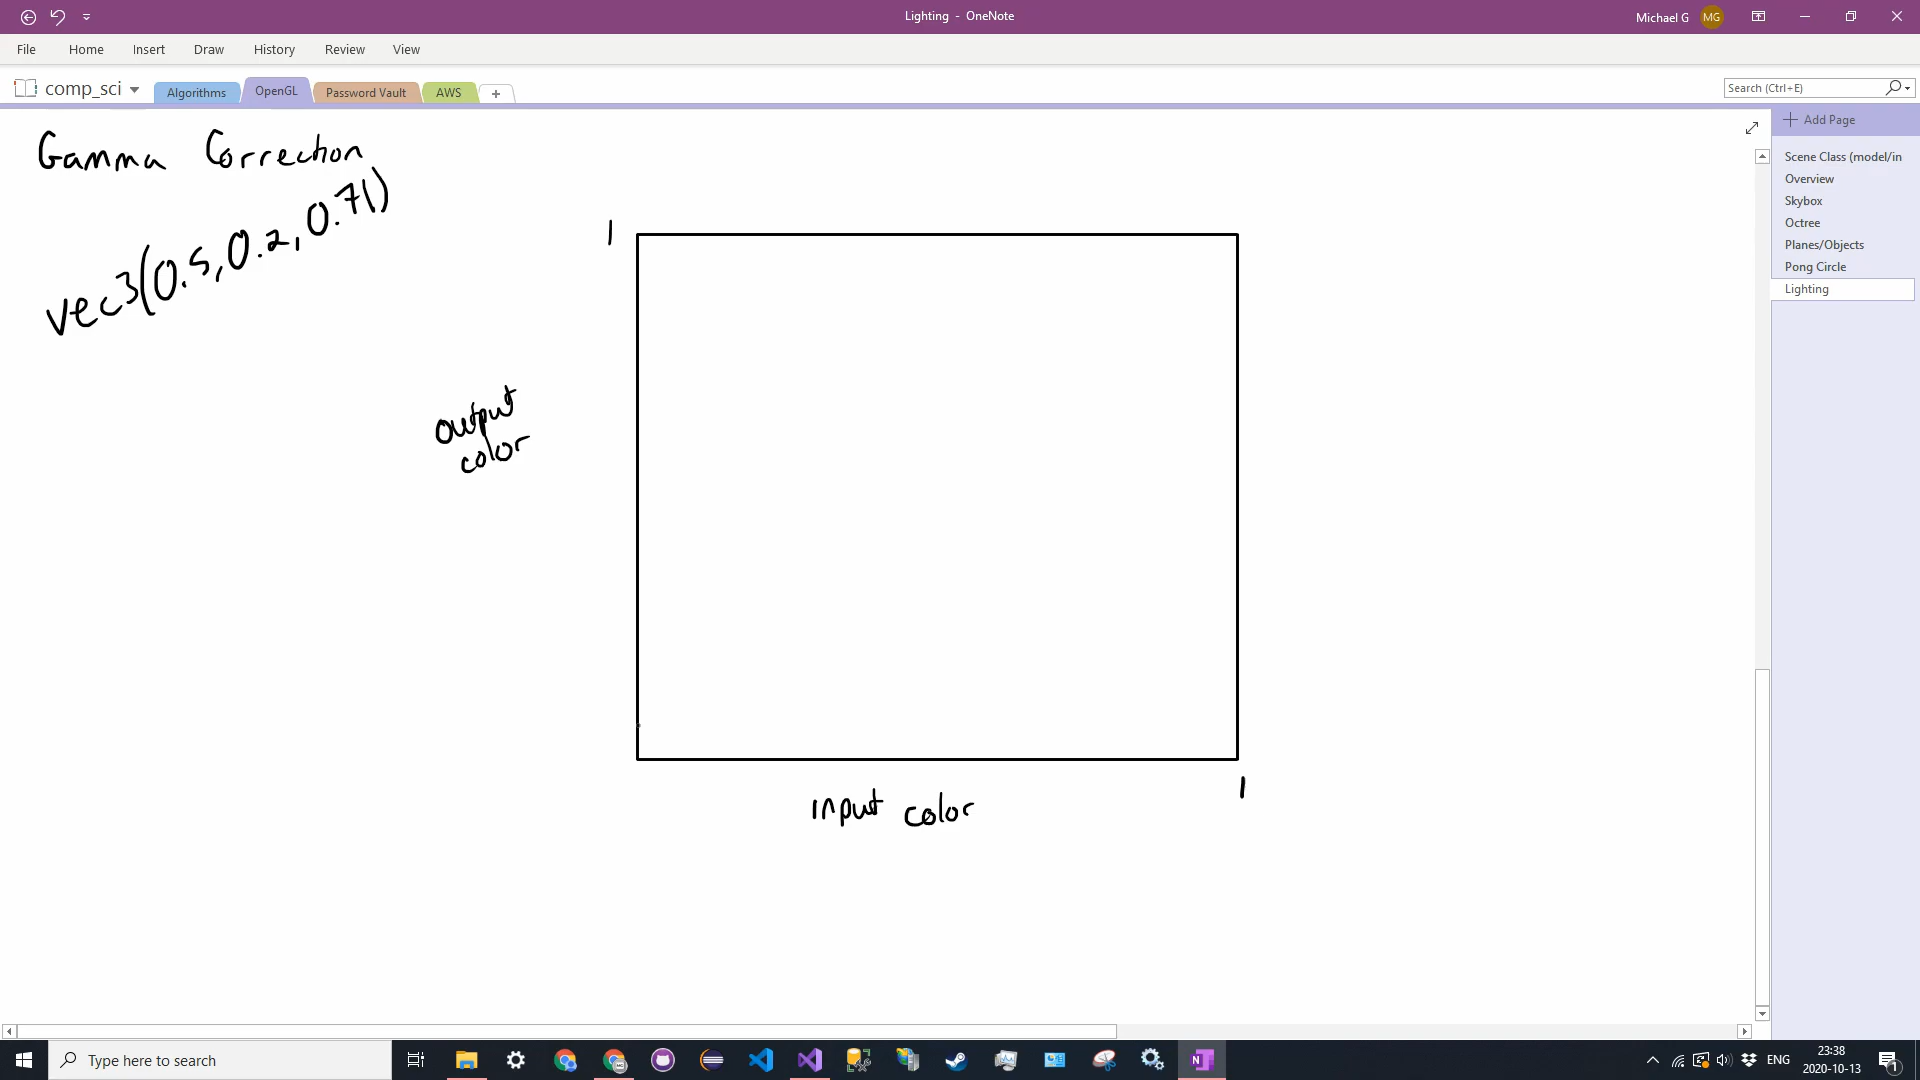 Lighting - OneNote
Michael G
MG
File Home Insert Draw History Review View
comp_sci
Algorithms
OpenGL
Password Vault
AWS
Search (Ctrl+E)
Add Page
Scene Class (model/in
Overview
Skybox
Octree
Planes/Objects
Pong Circle
Lighting
Gamma Correction
vec3(0.5,0.2,0.71)
1
output
color
1
input color
Type here to search
N
ENG
23:38
2020-10-13
1